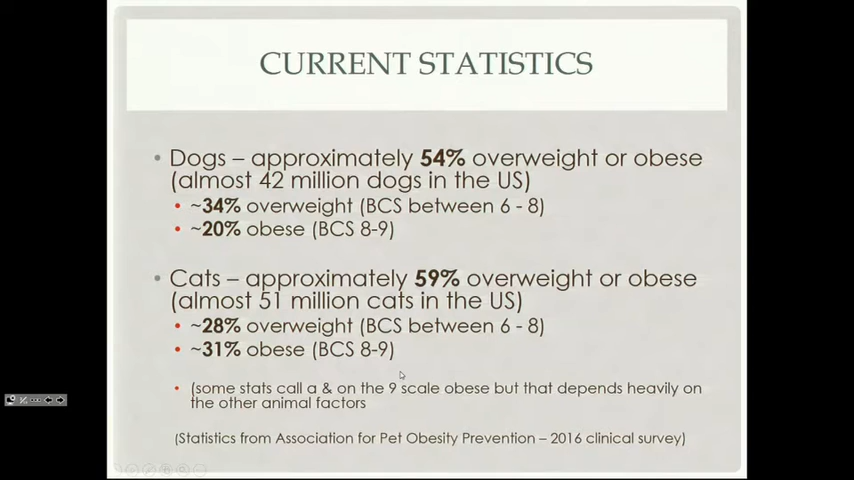 CURRENT STATISTICS
• Dogs – approximately 54% overweight or obese
(almost 42 million dogs in the US)
• ~34% overweight (BCS between 6 - 8)
• ~20% obese (BCS 8-9)
• Cats – approximately 59% overweight or obese
(almost 51 million cats in the US)
• ~28% overweight (BCS between 6 - 8)
• ~31% obese (BCS 8-9)
• (some stats call a & on the 9 scale obese but that depends heavily on
the other animal factors
(Statistics from Association for Pet Obesity Prevention – 2016 clinical survey)